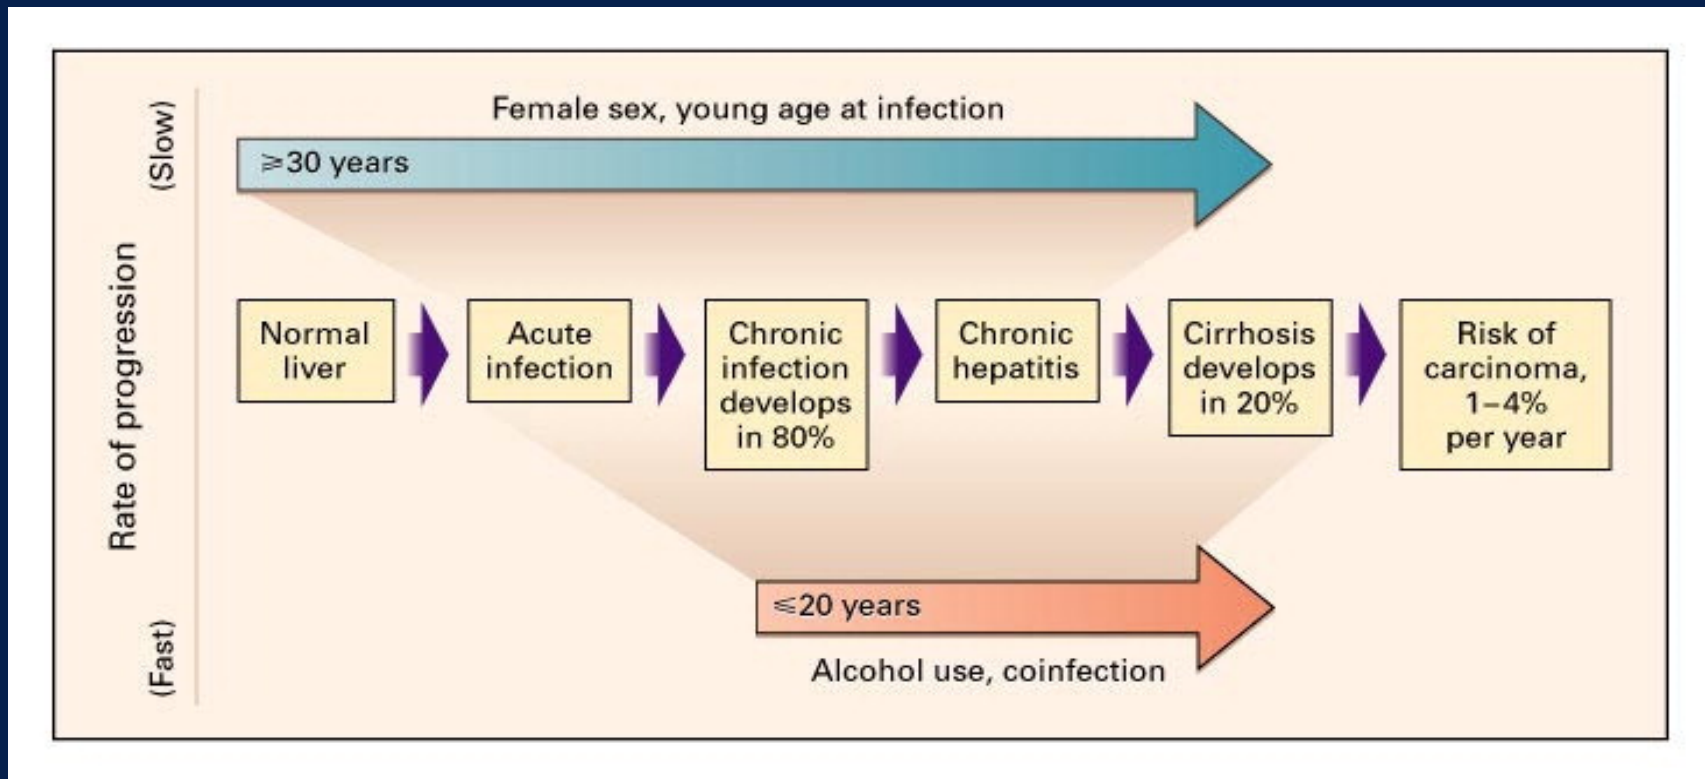 Rate of progression
(Slow)
(Fast)
Female sex, young age at infection
⩾30 years
Normal
liver
Acute
infection
Chronic
infection
develops
in 80%
Chronic
hepatitis
Cirrhosis
develops
in 20%
Risk of
carcinoma,
1–4%
per year
⩽20 years
Alcohol use, coinfection